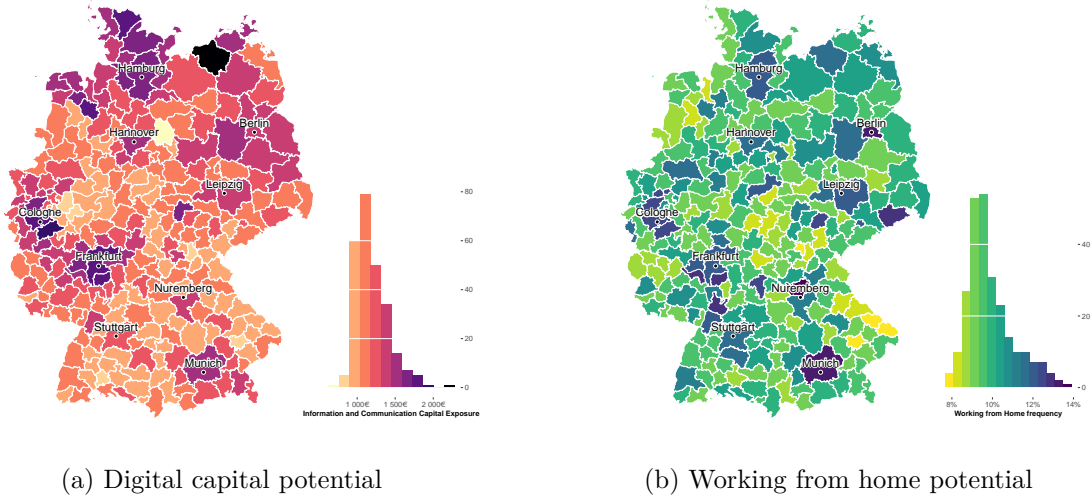 Hamburg
Berlin
Hannover
Leipzig
Cologne
Frankfurt
Nuremberg
Stuttgart
Munich
80
60
40
20
0
1 000€ 1 500€ 2 000€
Information and Communication Capital Exposure
(a) Digital capital potential
Hamburg
Berlin
Hannover
Leipzig
Cologne
Frankfurt
Nuremberg
Stuttgart
Munich
40
20
0
8% 10% 12% 14%
Working from Home frequency
(b) Working from home potential